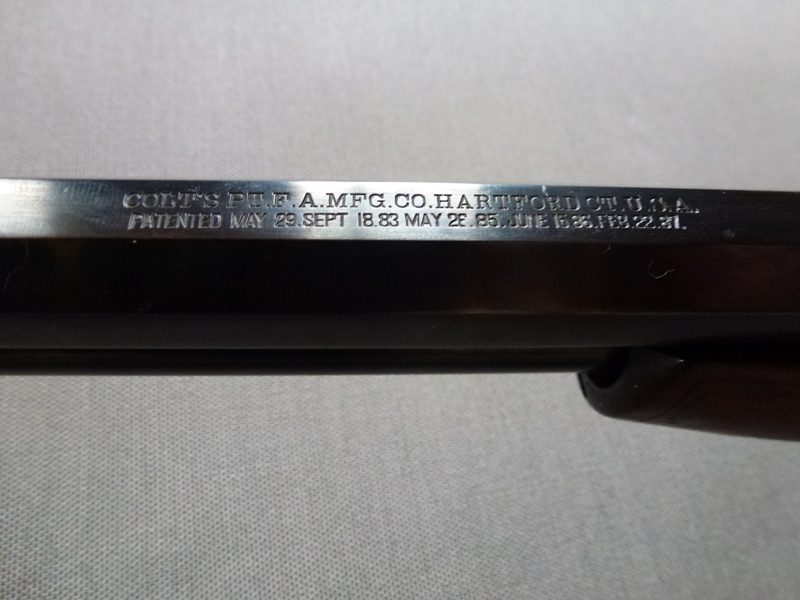 COLT'S PT.F.A.MFG.CO.HARTFORD CT.U.S.A.
PATENTED MAY 29.SEPT 18.83 MAY 26.85.JUNE 15.86.FEB.22.87.